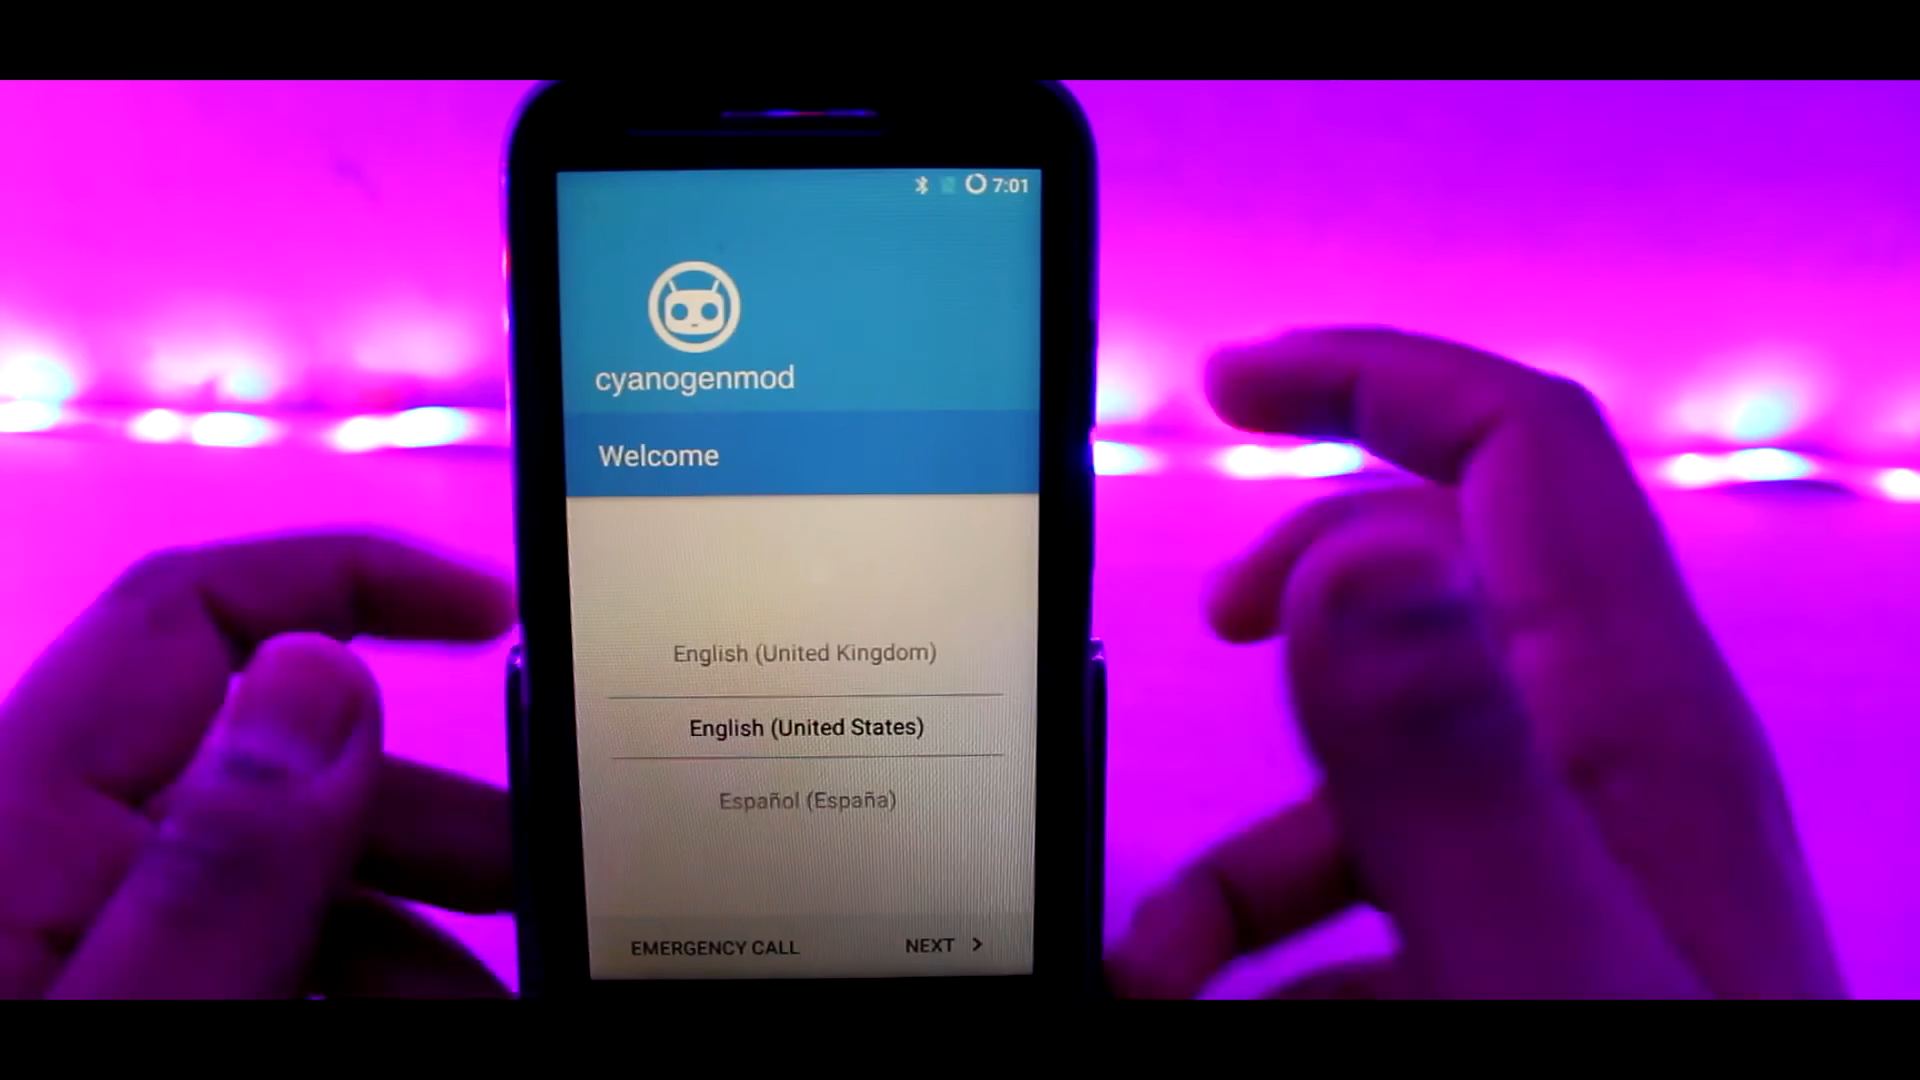 7:01
cyanogenmod
Welcome
English (United Kingdom)
English (United States)
Español (España)
EMERGENCY CALL
NEXT